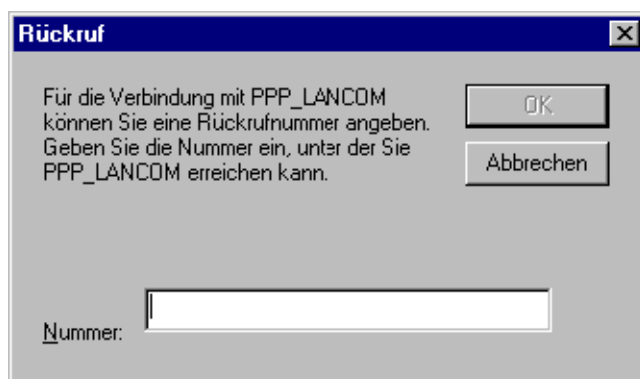 Rückruf
Für die Verbindung mit PPP_LANCOM
können Sie eine Rückrufnummer angeben.
Geben Sie die Nummer ein, unter der Sie
PPP_LANCOM erreichen kann.
OK
Abbrechen
Nummer: